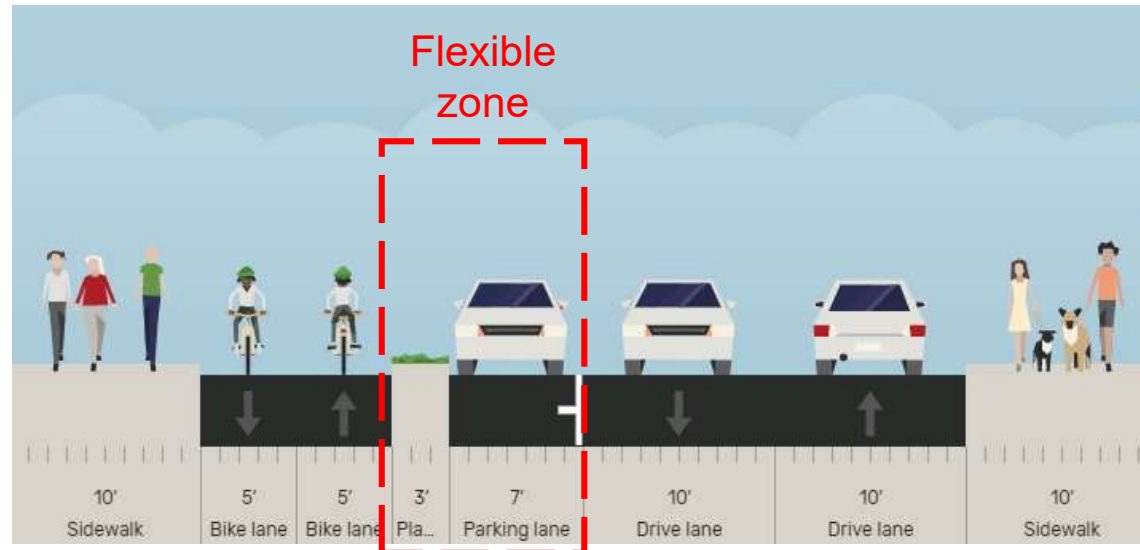 Flexible
zone
10' 5' 5' 3' 7' 10' 10' 10'
Sidewalk Bike lane Bike lane Pla... Parking lane Drive lane Drive lane Sidewalk